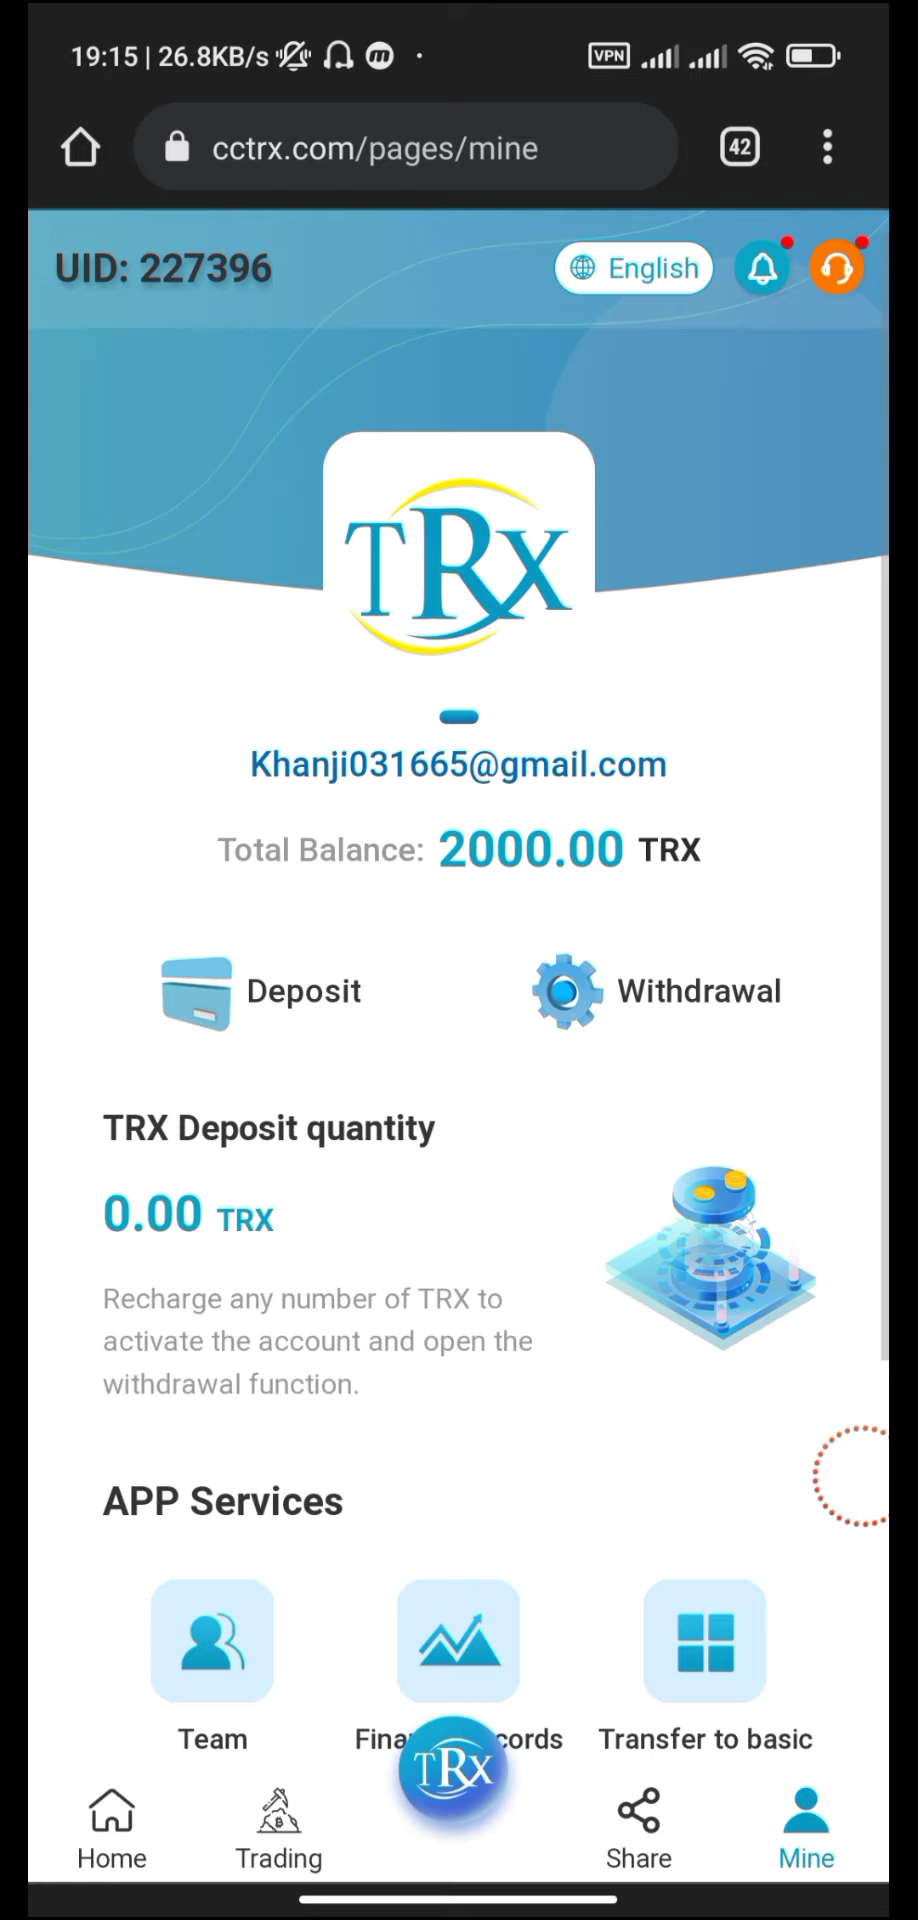 19:15 | 26.8KB/s
VPN
cctrx.com/pages/mine
42
UID: 227396
English
TRX
Khanji031665@gmail.com
Total Balance: 2000.00 TRX
Deposit
Withdrawal
TRX Deposit quantity
0.00 TRX
Recharge any number of TRX to
activate the account and open the
withdrawal function.
APP Services
Team
Transfer to basic
TRX
Home
Trading
Share
Mine